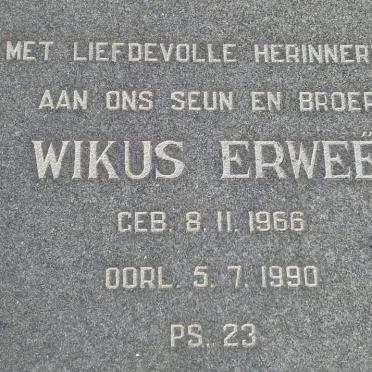 MET LIEFDEVOLLE HERINNER
AAN ONS SEUN EN BROER
WIKUS ERWEË
GEB. 8. 11. 1966
OORL. 5. 7. 1990
PS. 23